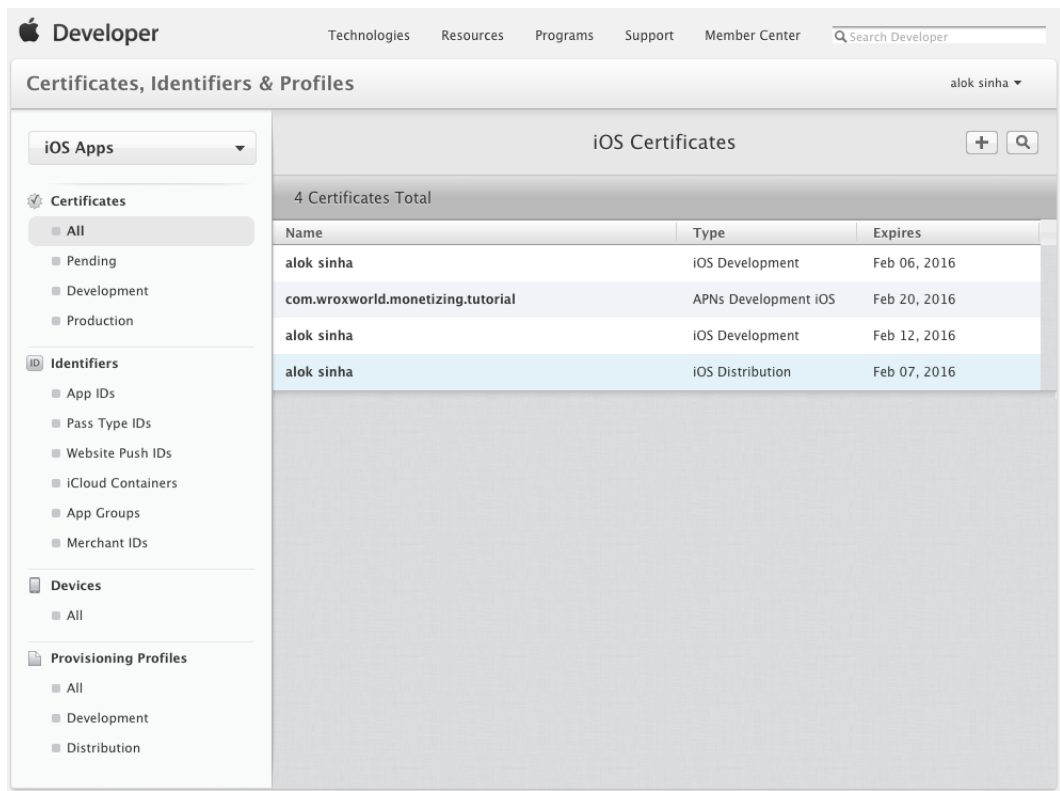 Developer
Technologies Resources Programs Support Member Center Search Developer
Certificates, Identifiers & Profiles
alok sinha
iOS Apps
Certificates
All
Pending
Development
Production
ID Identifiers
App IDs
Pass Type IDs
Website Push IDs
iCloud Containers
App Groups
Merchant IDs
Devices
All
Provisioning Profiles
All
Development
Distribution
iOS Certificates
4 Certificates Total
Name Type Expires
alok sinha iOS Development Feb 06, 2016
com.wroxworld.monetizing.tutorial APNs Development iOS Feb 20, 2016
alok sinha iOS Development Feb 12, 2016
alok sinha iOS Distribution Feb 07, 2016